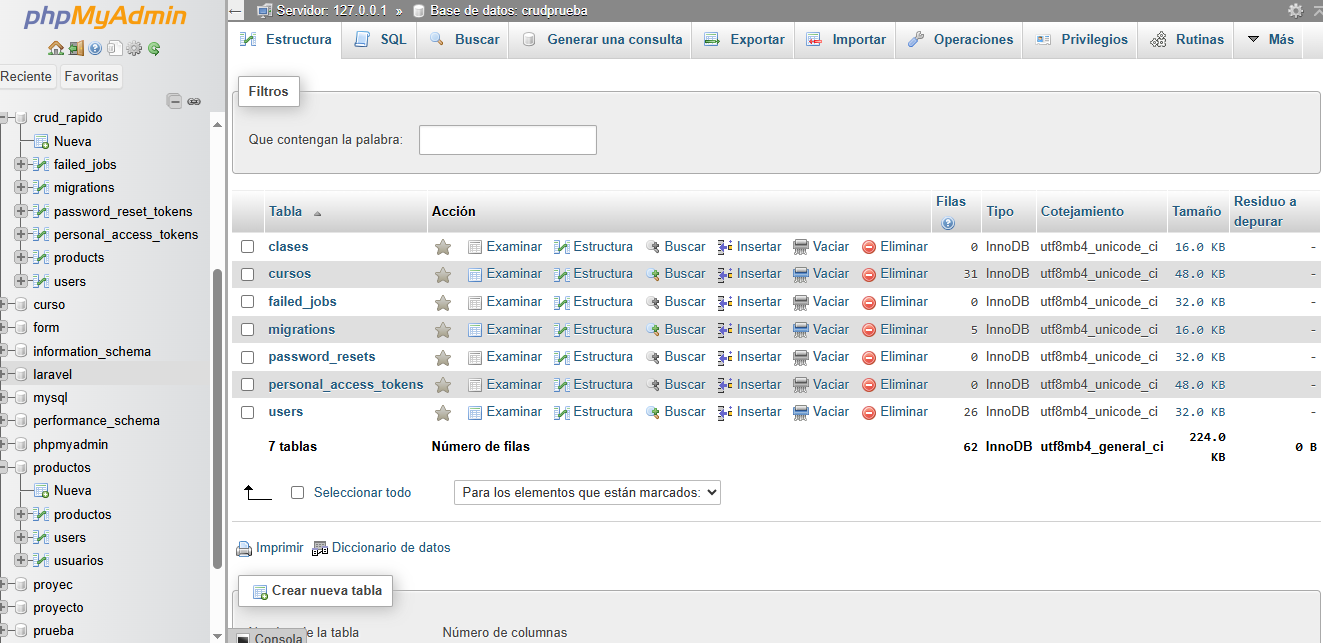 phpMyAdmin
Reciente Favoritas
crud_rapido
Nueva
failed_jobs
migrations
password_reset_tokens
personal_access_tokens
products
users
curso
form
information_schema
laravel
mysql
performance_schema
phpmyadmin
productos
Nueva
productos
users
usuarios
proyec
proyecto
prueba
Servidor: 127.0.0.1 » Base de datos: crudprueba
Estructura SQL Buscar Generar una consulta Exportar Importar Operaciones Privilegios Rutinas Más
Filtros
Que contengan la palabra:
Tabla Acción Filas Tipo Cotejamiento Tamaño Residuo a depurar
clases Examinar Estructura Buscar Insertar Vaciar Eliminar 0 InnoDB utf8mb4_unicode_ci 16.0 KB -
cursos Examinar Estructura Buscar Insertar Vaciar Eliminar 31 InnoDB utf8mb4_unicode_ci 48.0 KB -
failed_jobs Examinar Estructura Buscar Insertar Vaciar Eliminar 0 InnoDB utf8mb4_unicode_ci 32.0 KB -
migrations Examinar Estructura Buscar Insertar Vaciar Eliminar 5 InnoDB utf8mb4_unicode_ci 16.0 KB -
password_resets Examinar Estructura Buscar Insertar Vaciar Eliminar 0 InnoDB utf8mb4_unicode_ci 32.0 KB -
personal_access_tokens Examinar Estructura Buscar Insertar Vaciar Eliminar 0 InnoDB utf8mb4_unicode_ci 48.0 KB -
users Examinar Estructura Buscar Insertar Vaciar Eliminar 26 InnoDB utf8mb4_unicode_ci 32.0 KB -
7 tablas Número de filas 62 InnoDB utf8mb4_general_ci 224.0 KB 0 B
Seleccionar todo Para los elementos que están marcados:
Imprimir Diccionario de datos
Crear nueva tabla
la tabla Número de columnas
Consola